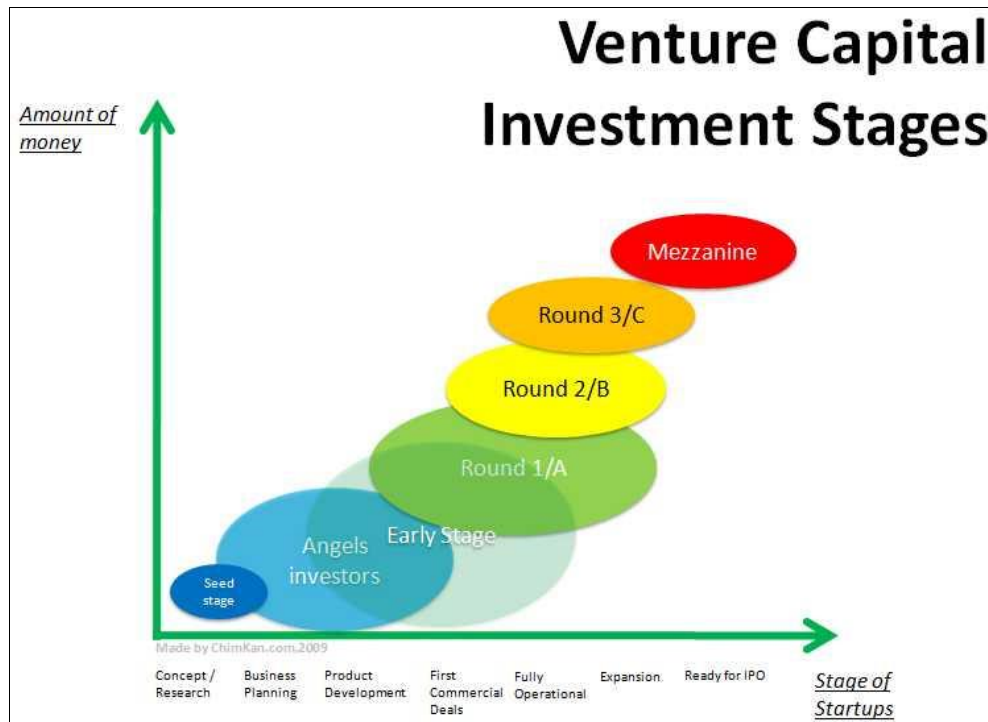 Venture Capital
Investment Stages
Amount of
money
Mezzanine
Round 3/C
Round 2/B
Round 1/A
Early Stage
Angels
investors
Seed
stage
Made by ChimKan.com.2009
Concept /
Research
Business
Planning
Product
Development
First
Commercial
Deals
Fully
Operational
Expansion
Ready for IPO
Stage of
Startups